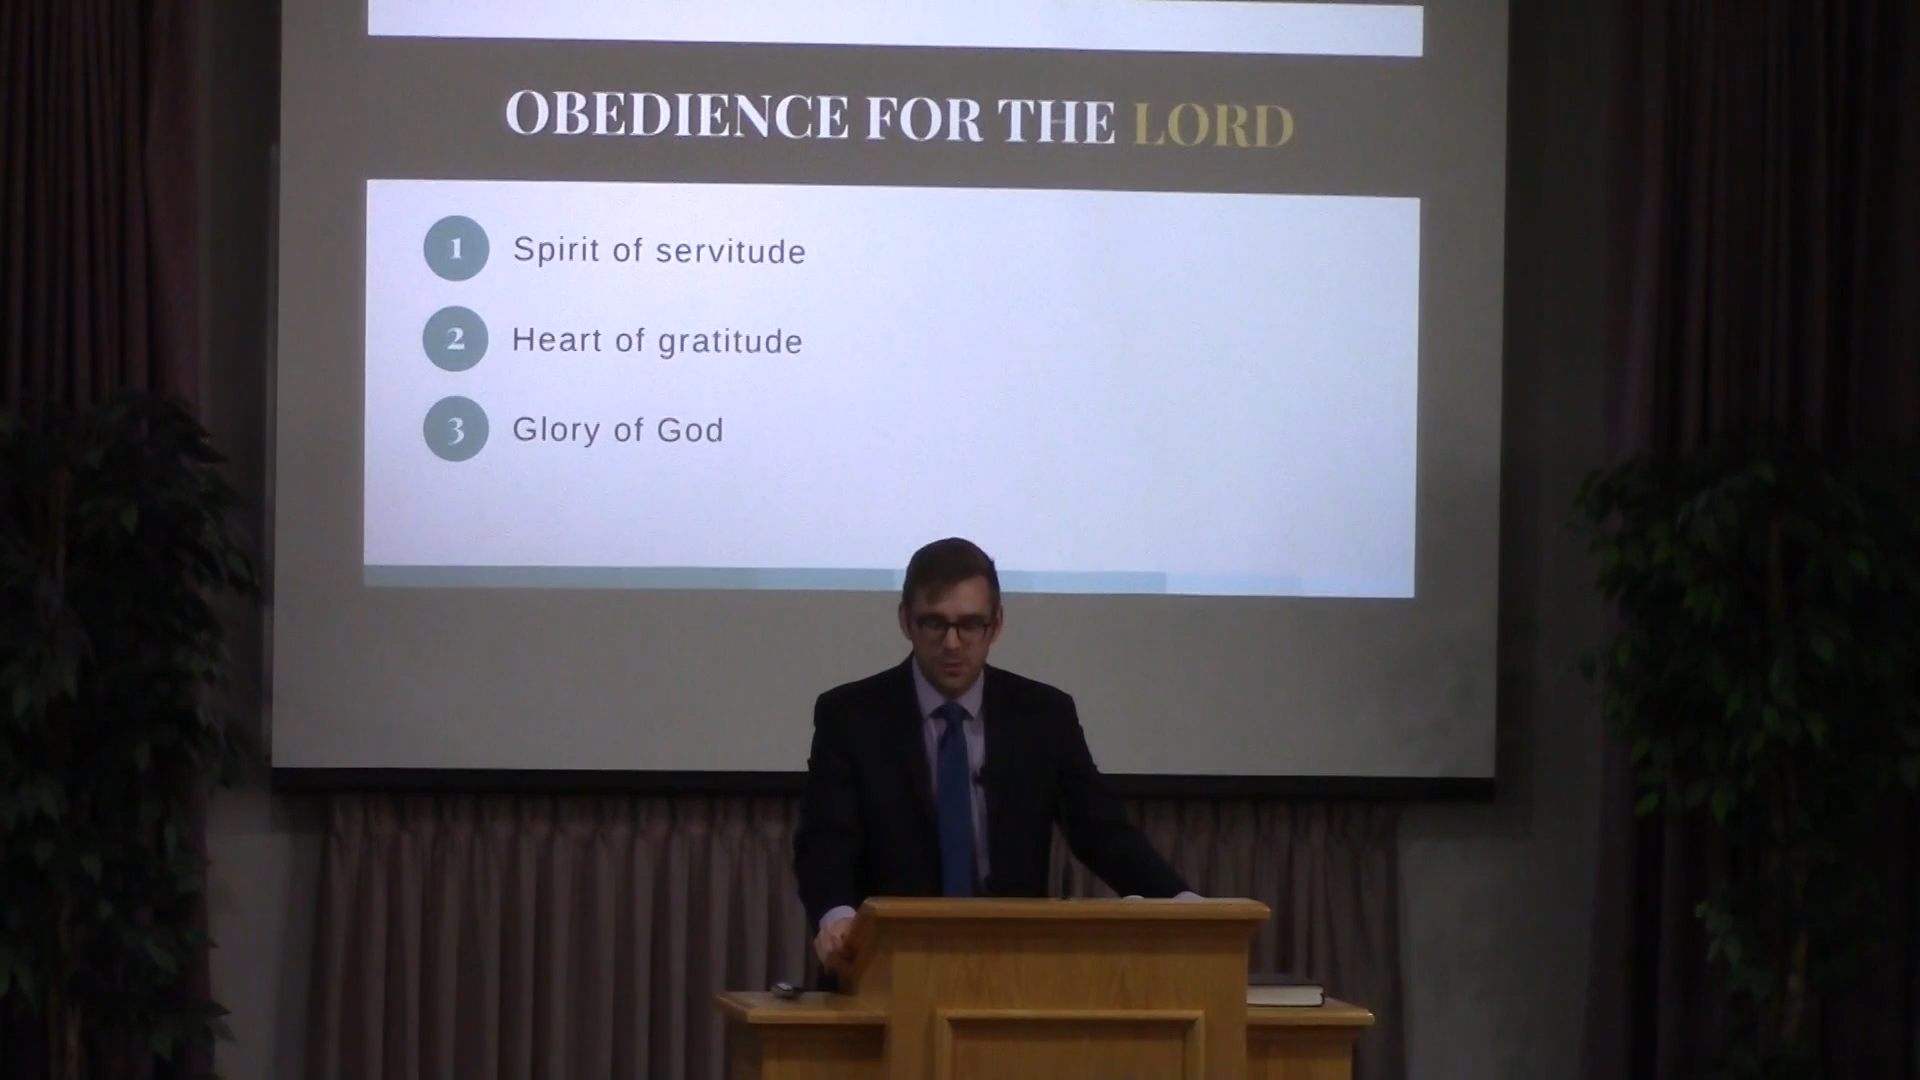 OBEDIENCE FOR THE LORD
1 Spirit of servitude
2 Heart of gratitude
3 Glory of God